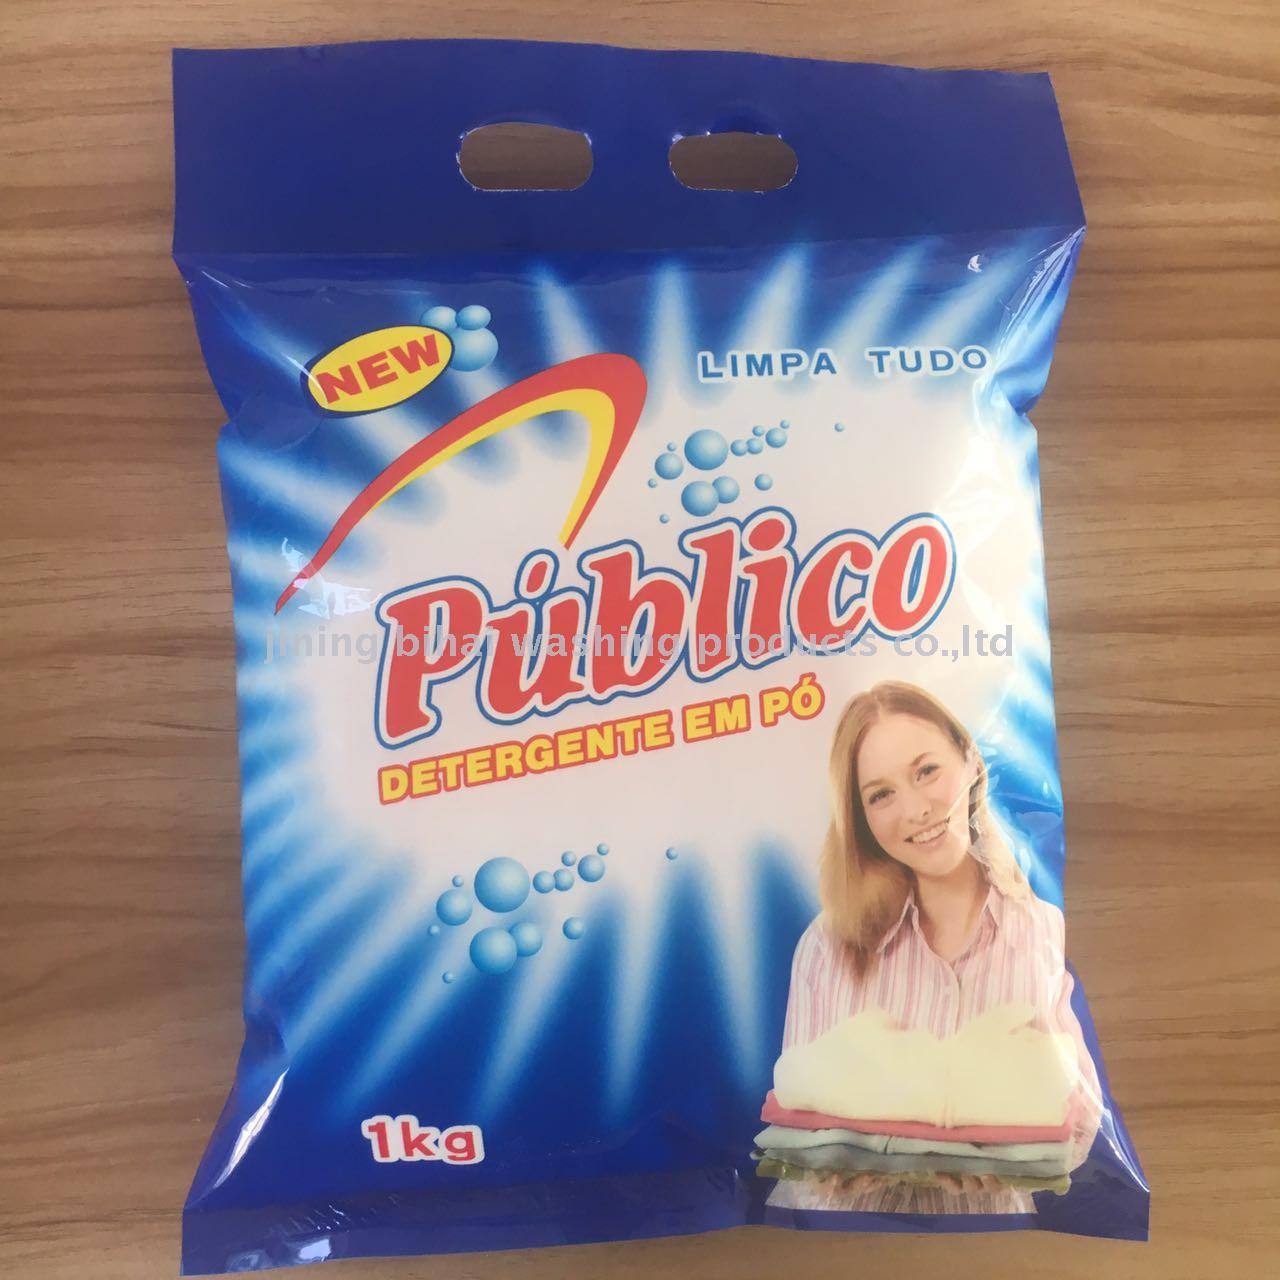 NEW
LIMPA TUDO
Público
jining bihai washing products co.,ltd
DETERGENTE EM PÓ
1kg